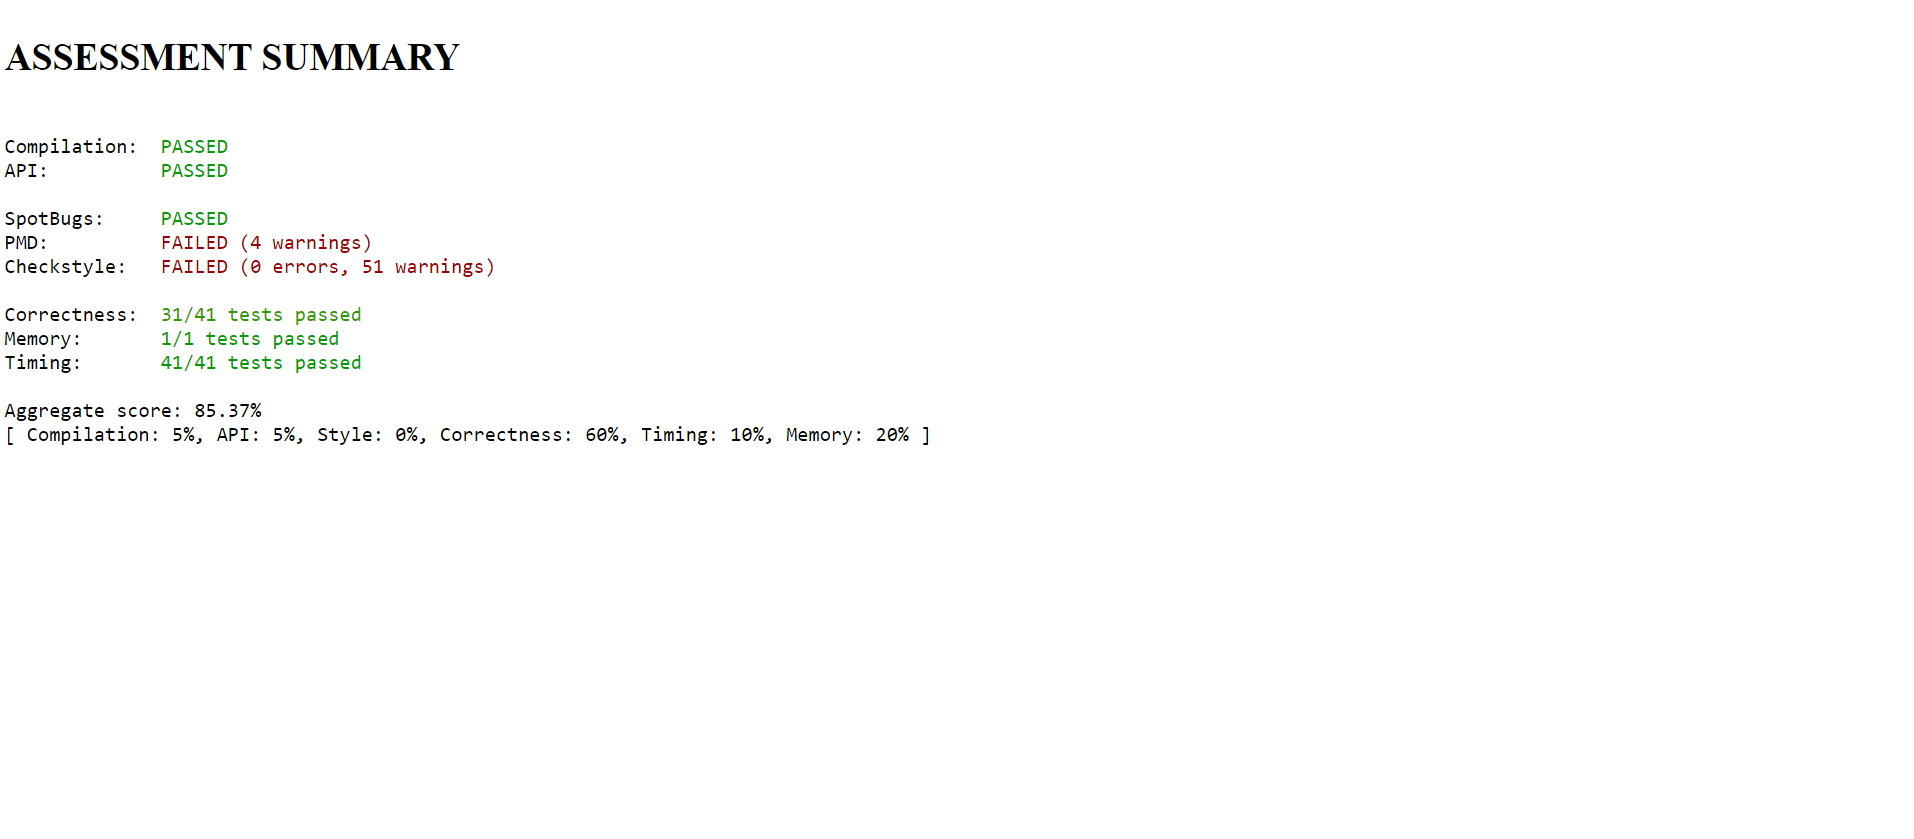 ASSESSMENT SUMMARY
Compilation:  PASSED
API:          PASSED
SpotBugs:     PASSED
PMD:          FAILED (4 warnings)
Checkstyle:   FAILED (0 errors, 51 warnings)
Correctness:  31/41 tests passed
Memory:       1/1 tests passed
Timing:       41/41 tests passed
Aggregate score: 85.37%
[ Compilation: 5%, API: 5%, Style: 0%, Correctness: 60%, Timing: 10%, Memory: 20% ]